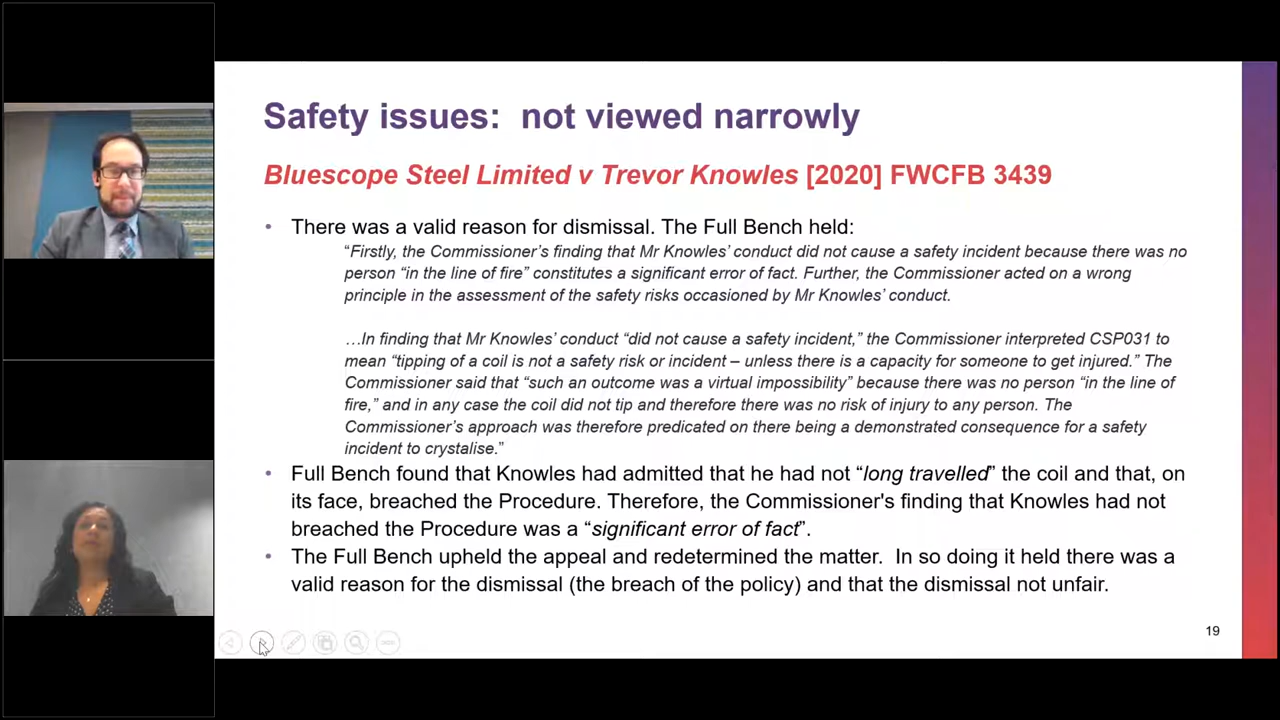 Safety issues:  not viewed narrowly
Bluescope Steel Limited v Trevor Knowles [2020] FWCFB 3439
• There was a valid reason for dismissal. The Full Bench held:
“Firstly, the Commissioner’s finding that Mr Knowles’ conduct did not cause a safety incident because there was no
person “in the line of fire” constitutes a significant error of fact. Further, the Commissioner acted on a wrong
principle in the assessment of the safety risks occasioned by Mr Knowles’ conduct.
…In finding that Mr Knowles’ conduct “did not cause a safety incident,” the Commissioner interpreted CSP031 to
mean “tipping of a coil is not a safety risk or incident – unless there is a capacity for someone to get injured.” The
Commissioner said that “such an outcome was a virtual impossibility” because there was no person “in the line of
fire,” and in any case the coil did not tip and therefore there was no risk of injury to any person. The
Commissioner’s approach was therefore predicated on there being a demonstrated consequence for a safety
incident to crystalise.”
• Full Bench found that Knowles had admitted that he had not “long travelled” the coil and that, on
its face, breached the Procedure. Therefore, the Commissioner's finding that Knowles had not
breached the Procedure was a “significant error of fact”.
• The Full Bench upheld the appeal and redetermined the matter.  In so doing it held there was a
valid reason for the dismissal (the breach of the policy) and that the dismissal not unfair.
19